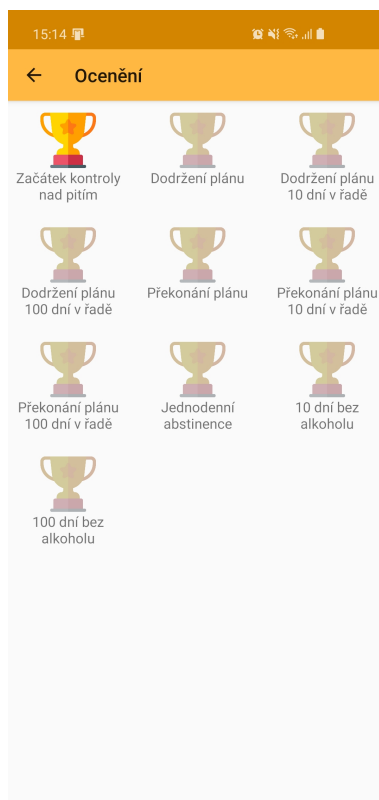 15:14
Ocenění
Začátek kontroly
nad pitím
Dodržení plánu
Dodržení plánu
10 dní v řadě
Dodržení plánu
100 dní v řadě
Překonání plánu
Překonání plánu
10 dní v řadě
Překonání plánu
100 dní v řadě
Jednodenní
abstinence
10 dní bez
alkoholu
100 dní bez
alkoholu